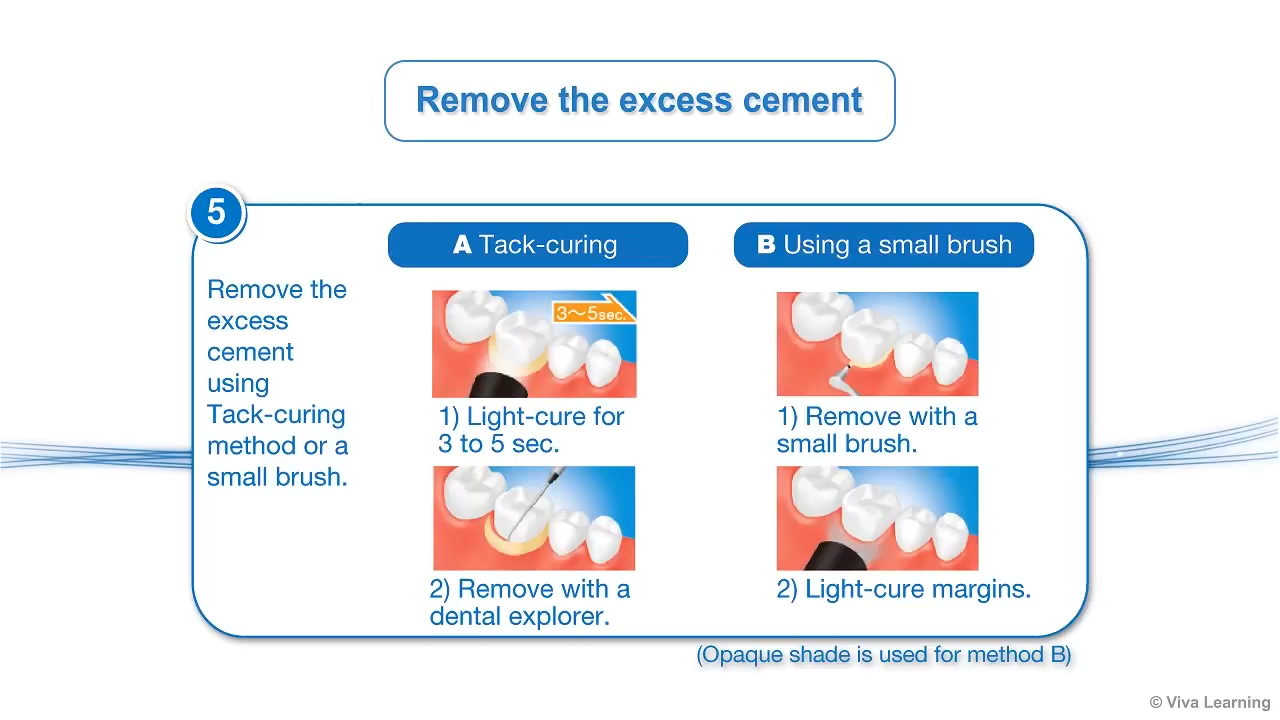 Remove the excess cement
5
Remove the
excess
cement
using
Tack-curing
method or a
small brush.
A Tack-curing
3～5sec.
1) Light-cure for
3 to 5 sec.
2) Remove with a
dental explorer.
B Using a small brush
1) Remove with a
small brush.
2) Light-cure margins.
(Opaque shade is used for method B)
© Viva Learning